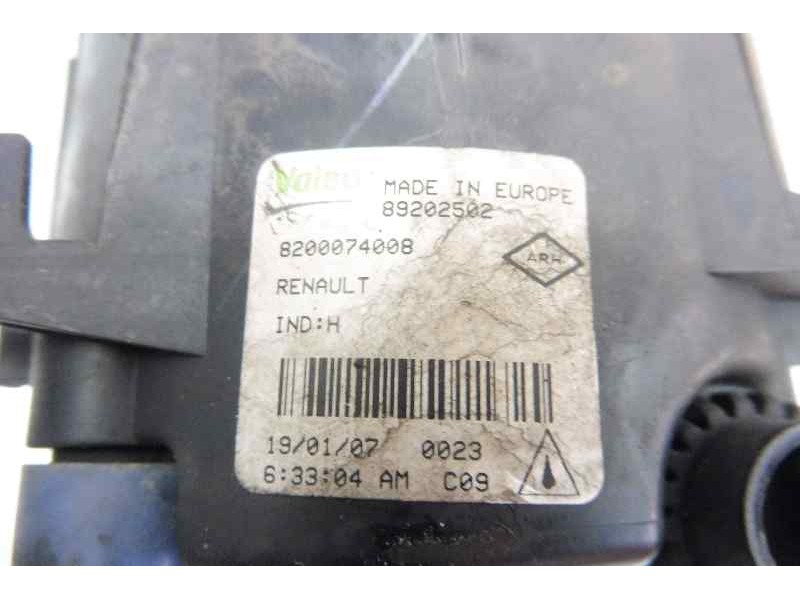 Valeo MADE IN EUROPE
89202502
8200074008
ARH
RENAULT
IND:H
H
19/01/07 0023
6:33:04 AM C09